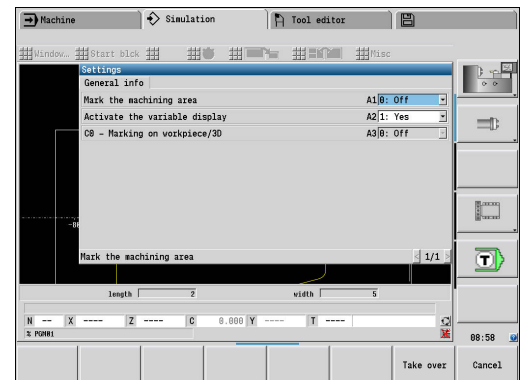 Machine Simulation Tool editor
Window… Start blck Misc
Settings
General info
Mark the machining area A1 0: Off
Activate the variable display A2 1: Yes
C0 - Marking on workpiece/3D A3 0: Off
Mark the machining area 1/1
length 2 width 5
N -- X ---- Z ---- C 0.000 Y ---- T ----
% PGM01
08:58
T
Take over Cancel